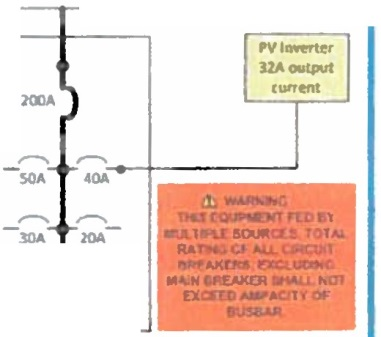 PV Inverter
32A output
current
200A
50A
40A
⚠ WARNING
THIS EQUIPMENT FED BY
MULTIPLE SOURCES. TOTAL
RATING OF ALL CIRCUIT
BREAKERS, EXCLUDING
MAIN BREAKER SHALL NOT
EXCEED AMPACITY OF
BUSBAR.
30A
20A